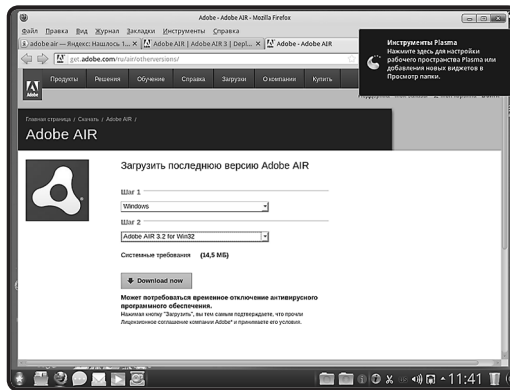 Adobe - Adobe AIR - Mozilla Firefox
Файл Правка Вид Журнал Закладки Инструменты Справка
adobe air — Яндекс: Нашлось 1... × Adobe AIR | Adobe AIR 3 | Depl... × Adobe - Adobe AIR
get.adobe.com/ru/air/otherversions/
Инструменты Plasma
Нажмите здесь для настройки
рабочего пространства Plasma или
добавления новых виджетов в
Просмотр папки.
Adobe
Продукты Решения Обучение Справка Загрузки О компании Купить
Главная страница / Скачать / Adobe AIR /
Adobe AIR
Загрузить последнюю версию Adobe AIR
Шаг 1
Windows
Шаг 2
Adobe AIR 3.2 for Win32
Системные требования (14,5 МБ)
Download now
Может потребоваться временное отключение антивирусного
программного обеспечения.
Нажимая кнопку "Загрузить", вы тем самым подтверждаете, что прочли
Лицензионное соглашение компании Adobe* и принимаете его условия.
11:41